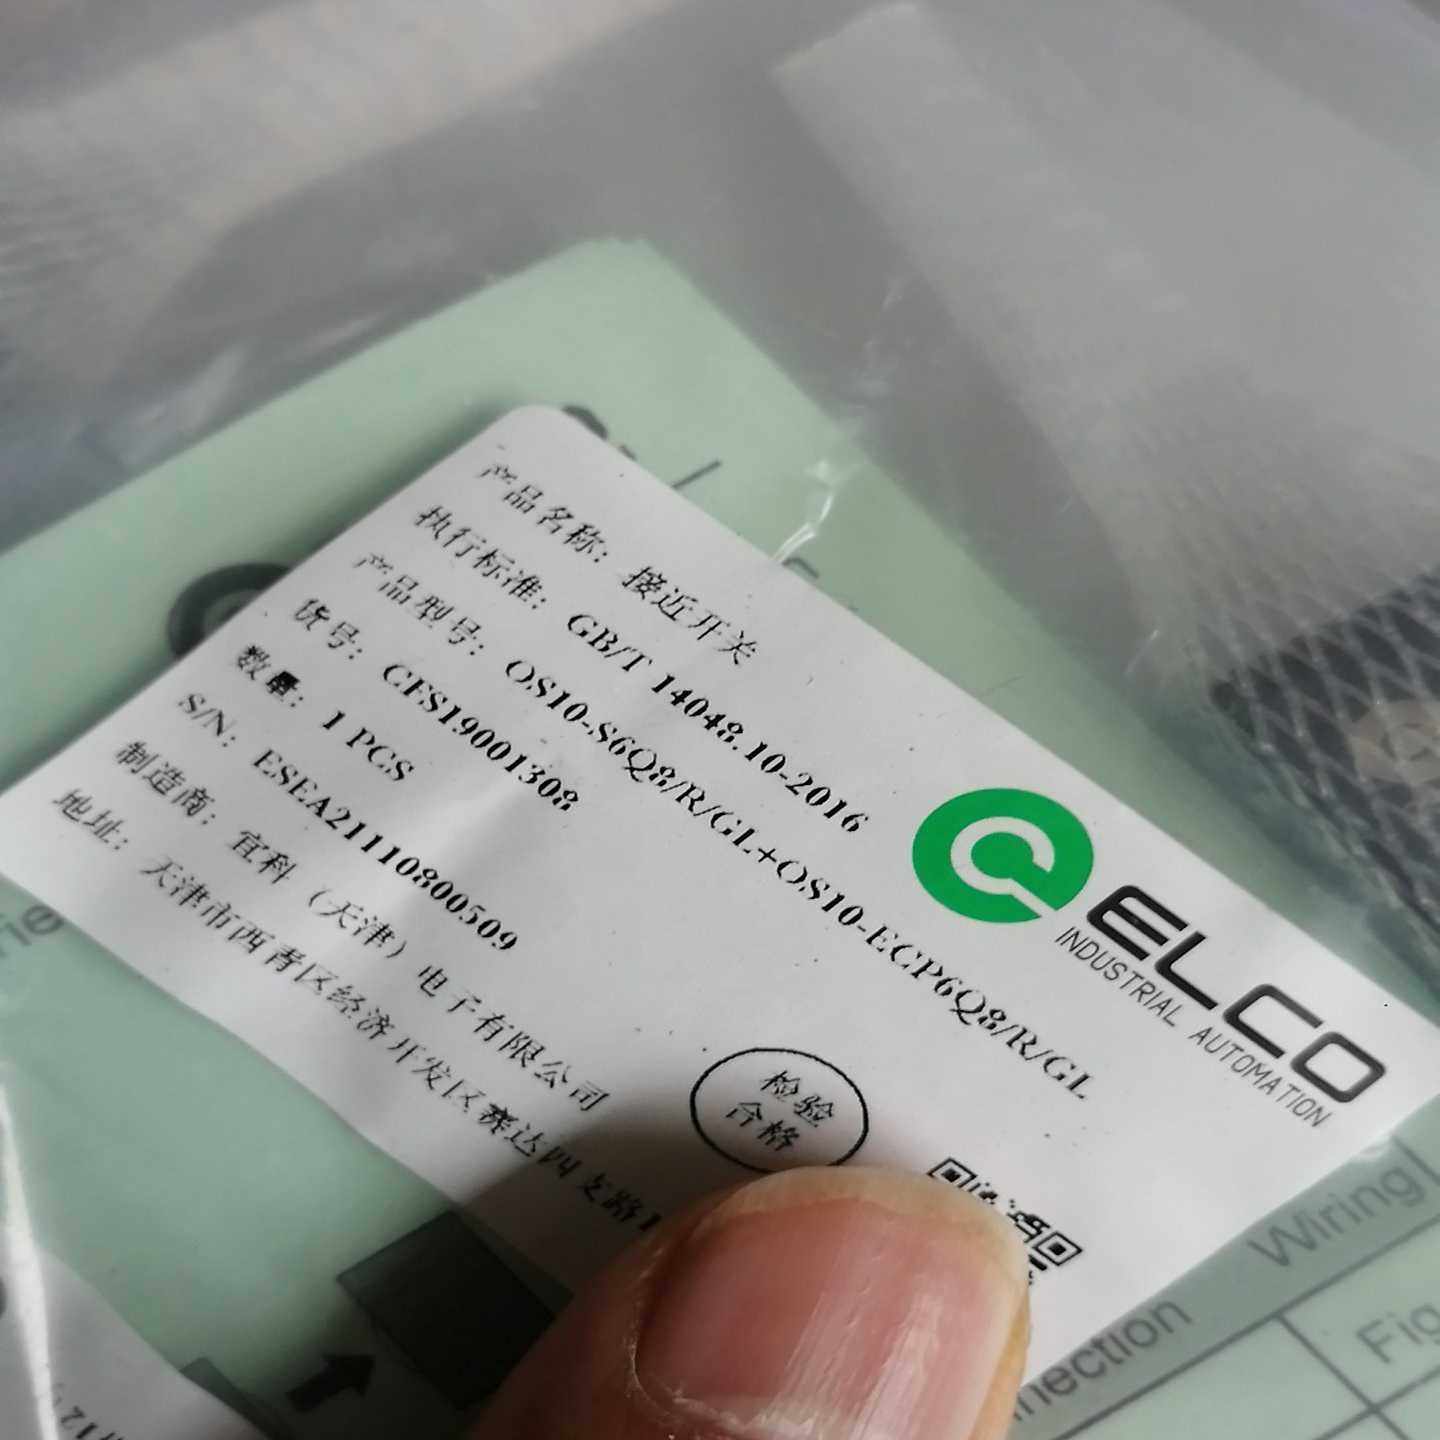 产品名称: 接近开关
执行标准: GB/T 14048.10-2016
产品型号: OS10-S6Q8/R/GL+OS10-ECP6Q8/R/GL
货号: CFS19001308
数量: 1 PCS
S/N: ESEA21110800509
制造商: 宜科（天津）电子有限公司
地址: 天津市西青区经济开发区赛达四支路1
ELCO
INDUSTRIAL AUTOMATION
检验
合格
Wiring
nection
Fig